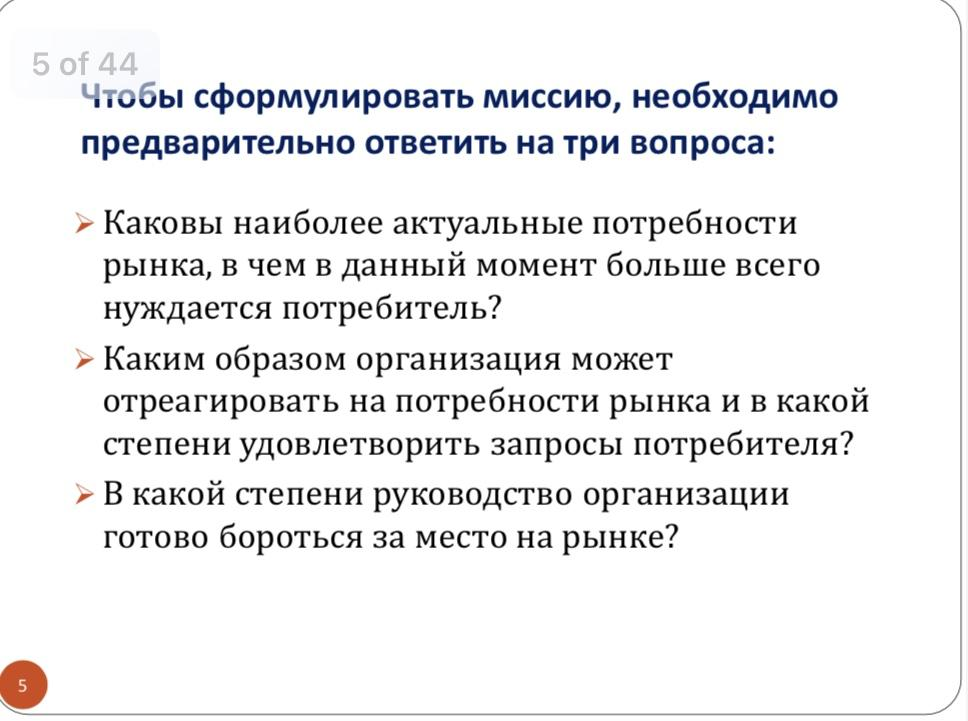 5 of 44
Чтобы сформулировать миссию, необходимо
предварительно ответить на три вопроса:
Каковы наиболее актуальные потребности
рынка, в чем в данный момент больше всего
нуждается потребитель?
Каким образом организация может
отреагировать на потребности рынка и в какой
степени удовлетворить запросы потребителя?
В какой степени руководство организации
готово бороться за место на рынке?
5